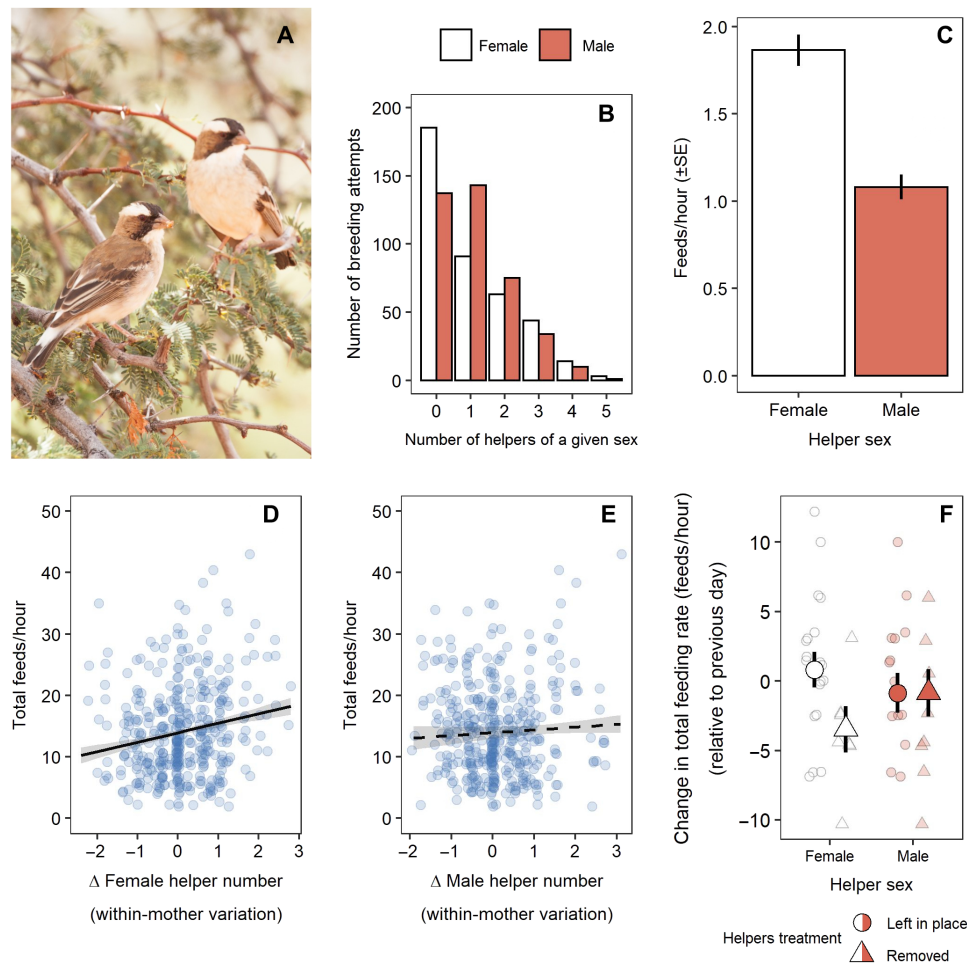 A
Female
Male
B
200
150
100
50
0
Number of breeding attempts
0 1 2 3 4 5
Number of helpers of a given sex
C
2.0
1.5
1.0
0.5
0.0
Feeds/hour (±SE)
Female Male
Helper sex
D
50
40
30
20
10
0
Total feeds/hour
−2 −1 0 1 2 3
Δ Female helper number
(within-mother variation)
E
50
40
30
20
10
0
Total feeds/hour
−2 −1 0 1 2 3
Δ Male helper number
(within-mother variation)
F
10
5
0
−5
−10
Change in total feeding rate (feeds/hour)
(relative to previous day)
Female Male
Helper sex
Helpers treatment
Left in place
Removed